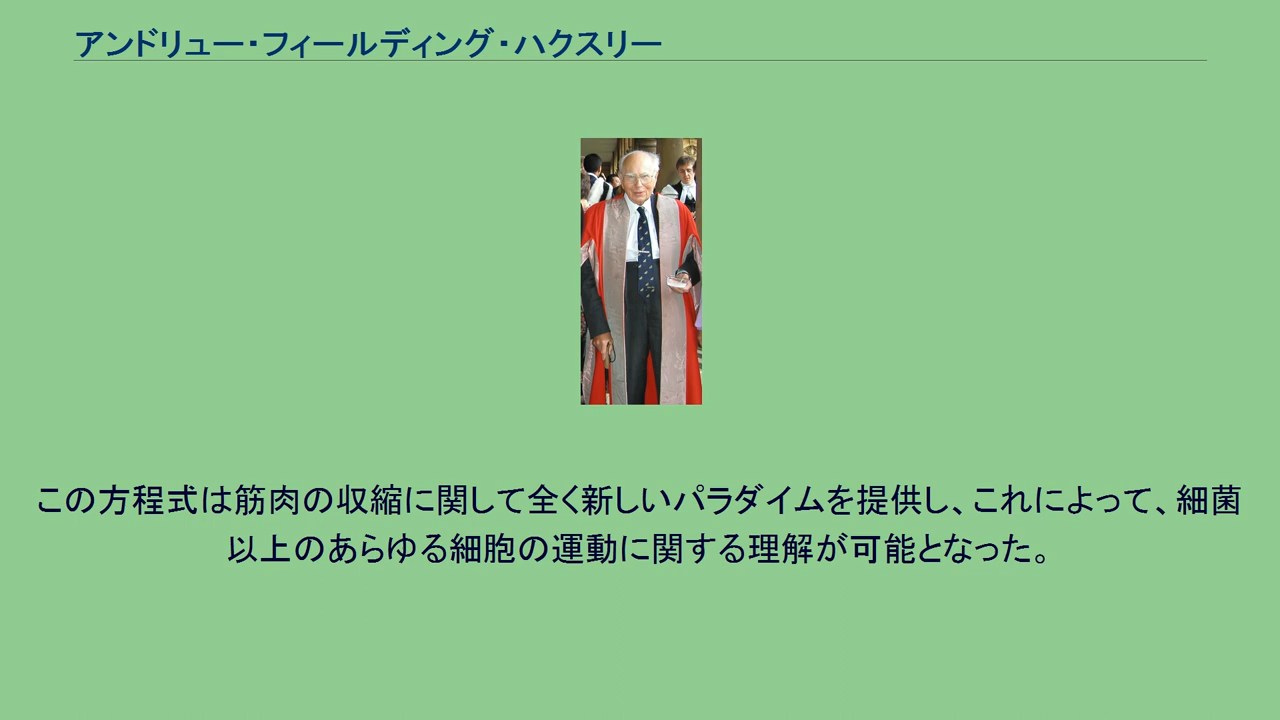 アンドリュー・フィールディング・ハクスリー
この方程式は筋肉の収縮に関して全く新しいパラダイムを提供し、これによって、細菌
以上のあらゆる細胞の運動に関する理解が可能となった。